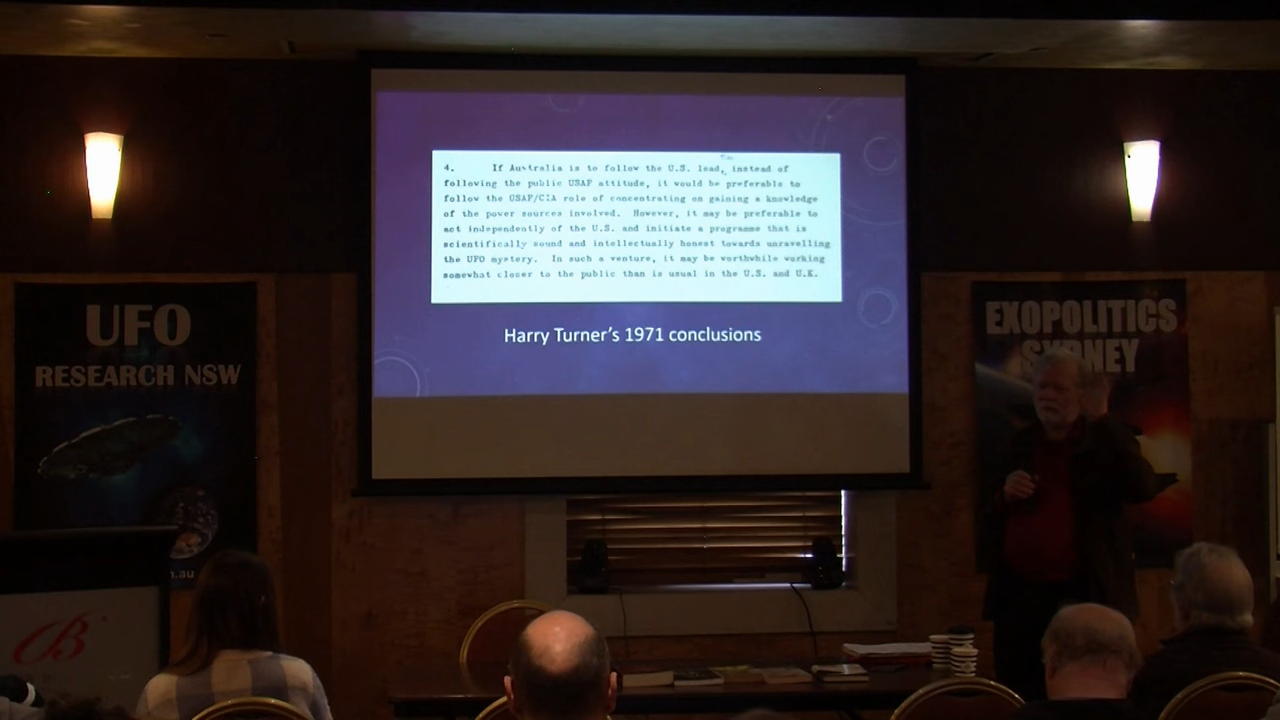 4. If Australia is to follow the U.S. lead, instead of
following the public USAF attitude, it would be preferable to
follow the USAF/CIA role of concentrating on gaining a knowledge
of the power sources involved. However, it may be preferable to
act independently of the U.S. and initiate a programme that is
scientifically sound and intellectually honest towards unravelling
the UFO mystery. In such a venture, it may be worthwhile working
somewhat closer to the public than is usual in the U.S. and U.K.
Harry Turner's 1971 conclusions
UFO
RESEARCH NSW
EXOPOLITICS
SYDNEY
.au
B